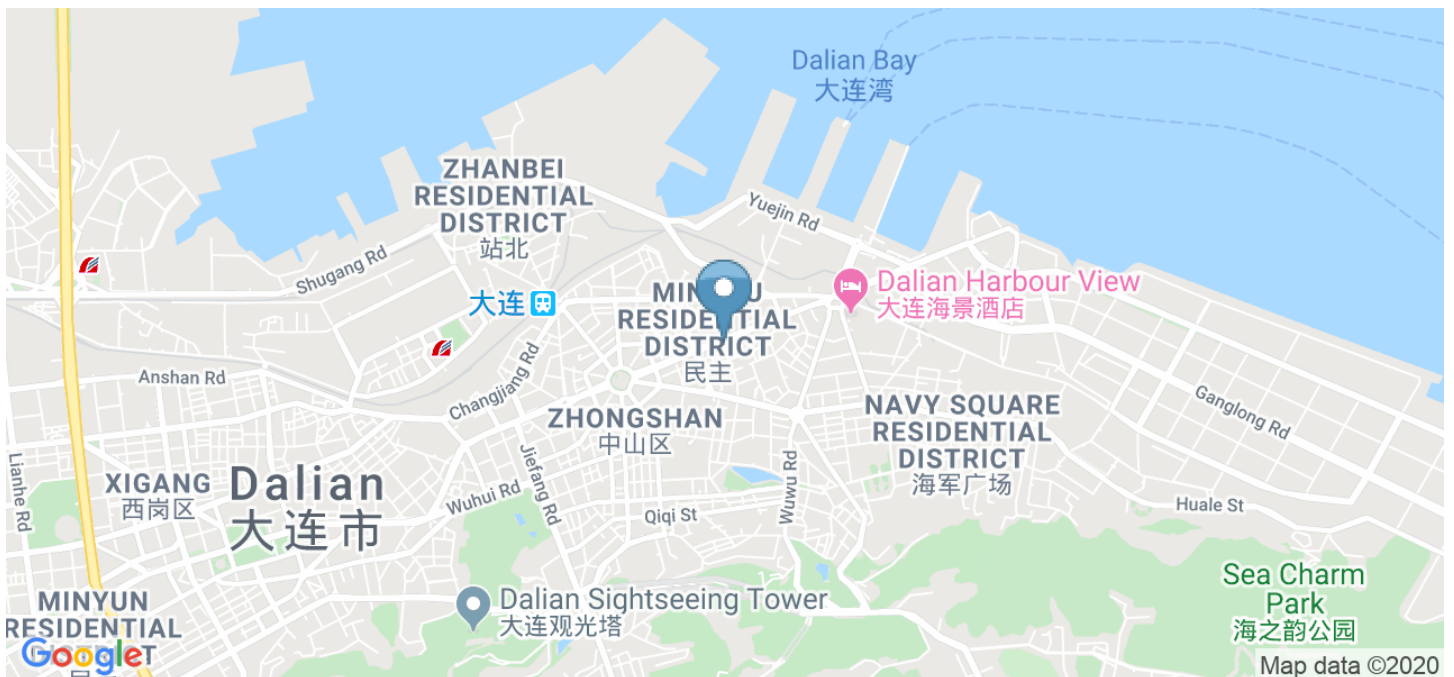 Dalian Bay
大连湾
ZHANBEI
RESIDENTIAL
DISTRICT
站北
Yuejin Rd
Shugang Rd
大连
RESIDENTIAL
DISTRICT
民主
Dalian Harbour View
大连海景酒店
Anshan Rd
Changjiang Rd
Ganglong Rd
ZHONGSHAN
中山区
NAVY SQUARE
RESIDENTIAL
DISTRICT
海军广场
Lianhe Rd
XIGANG
西岗区
Dalian
大连市
Wuhui Rd
Jiefang Rd
Qiqi St
Wuwu Rd
Huale St
Sea Charm
Park
海之韵公园
Dalian Sightseeing Tower
大连观光塔
MINYUN
RESIDENTIAL
Google
Map data ©2020